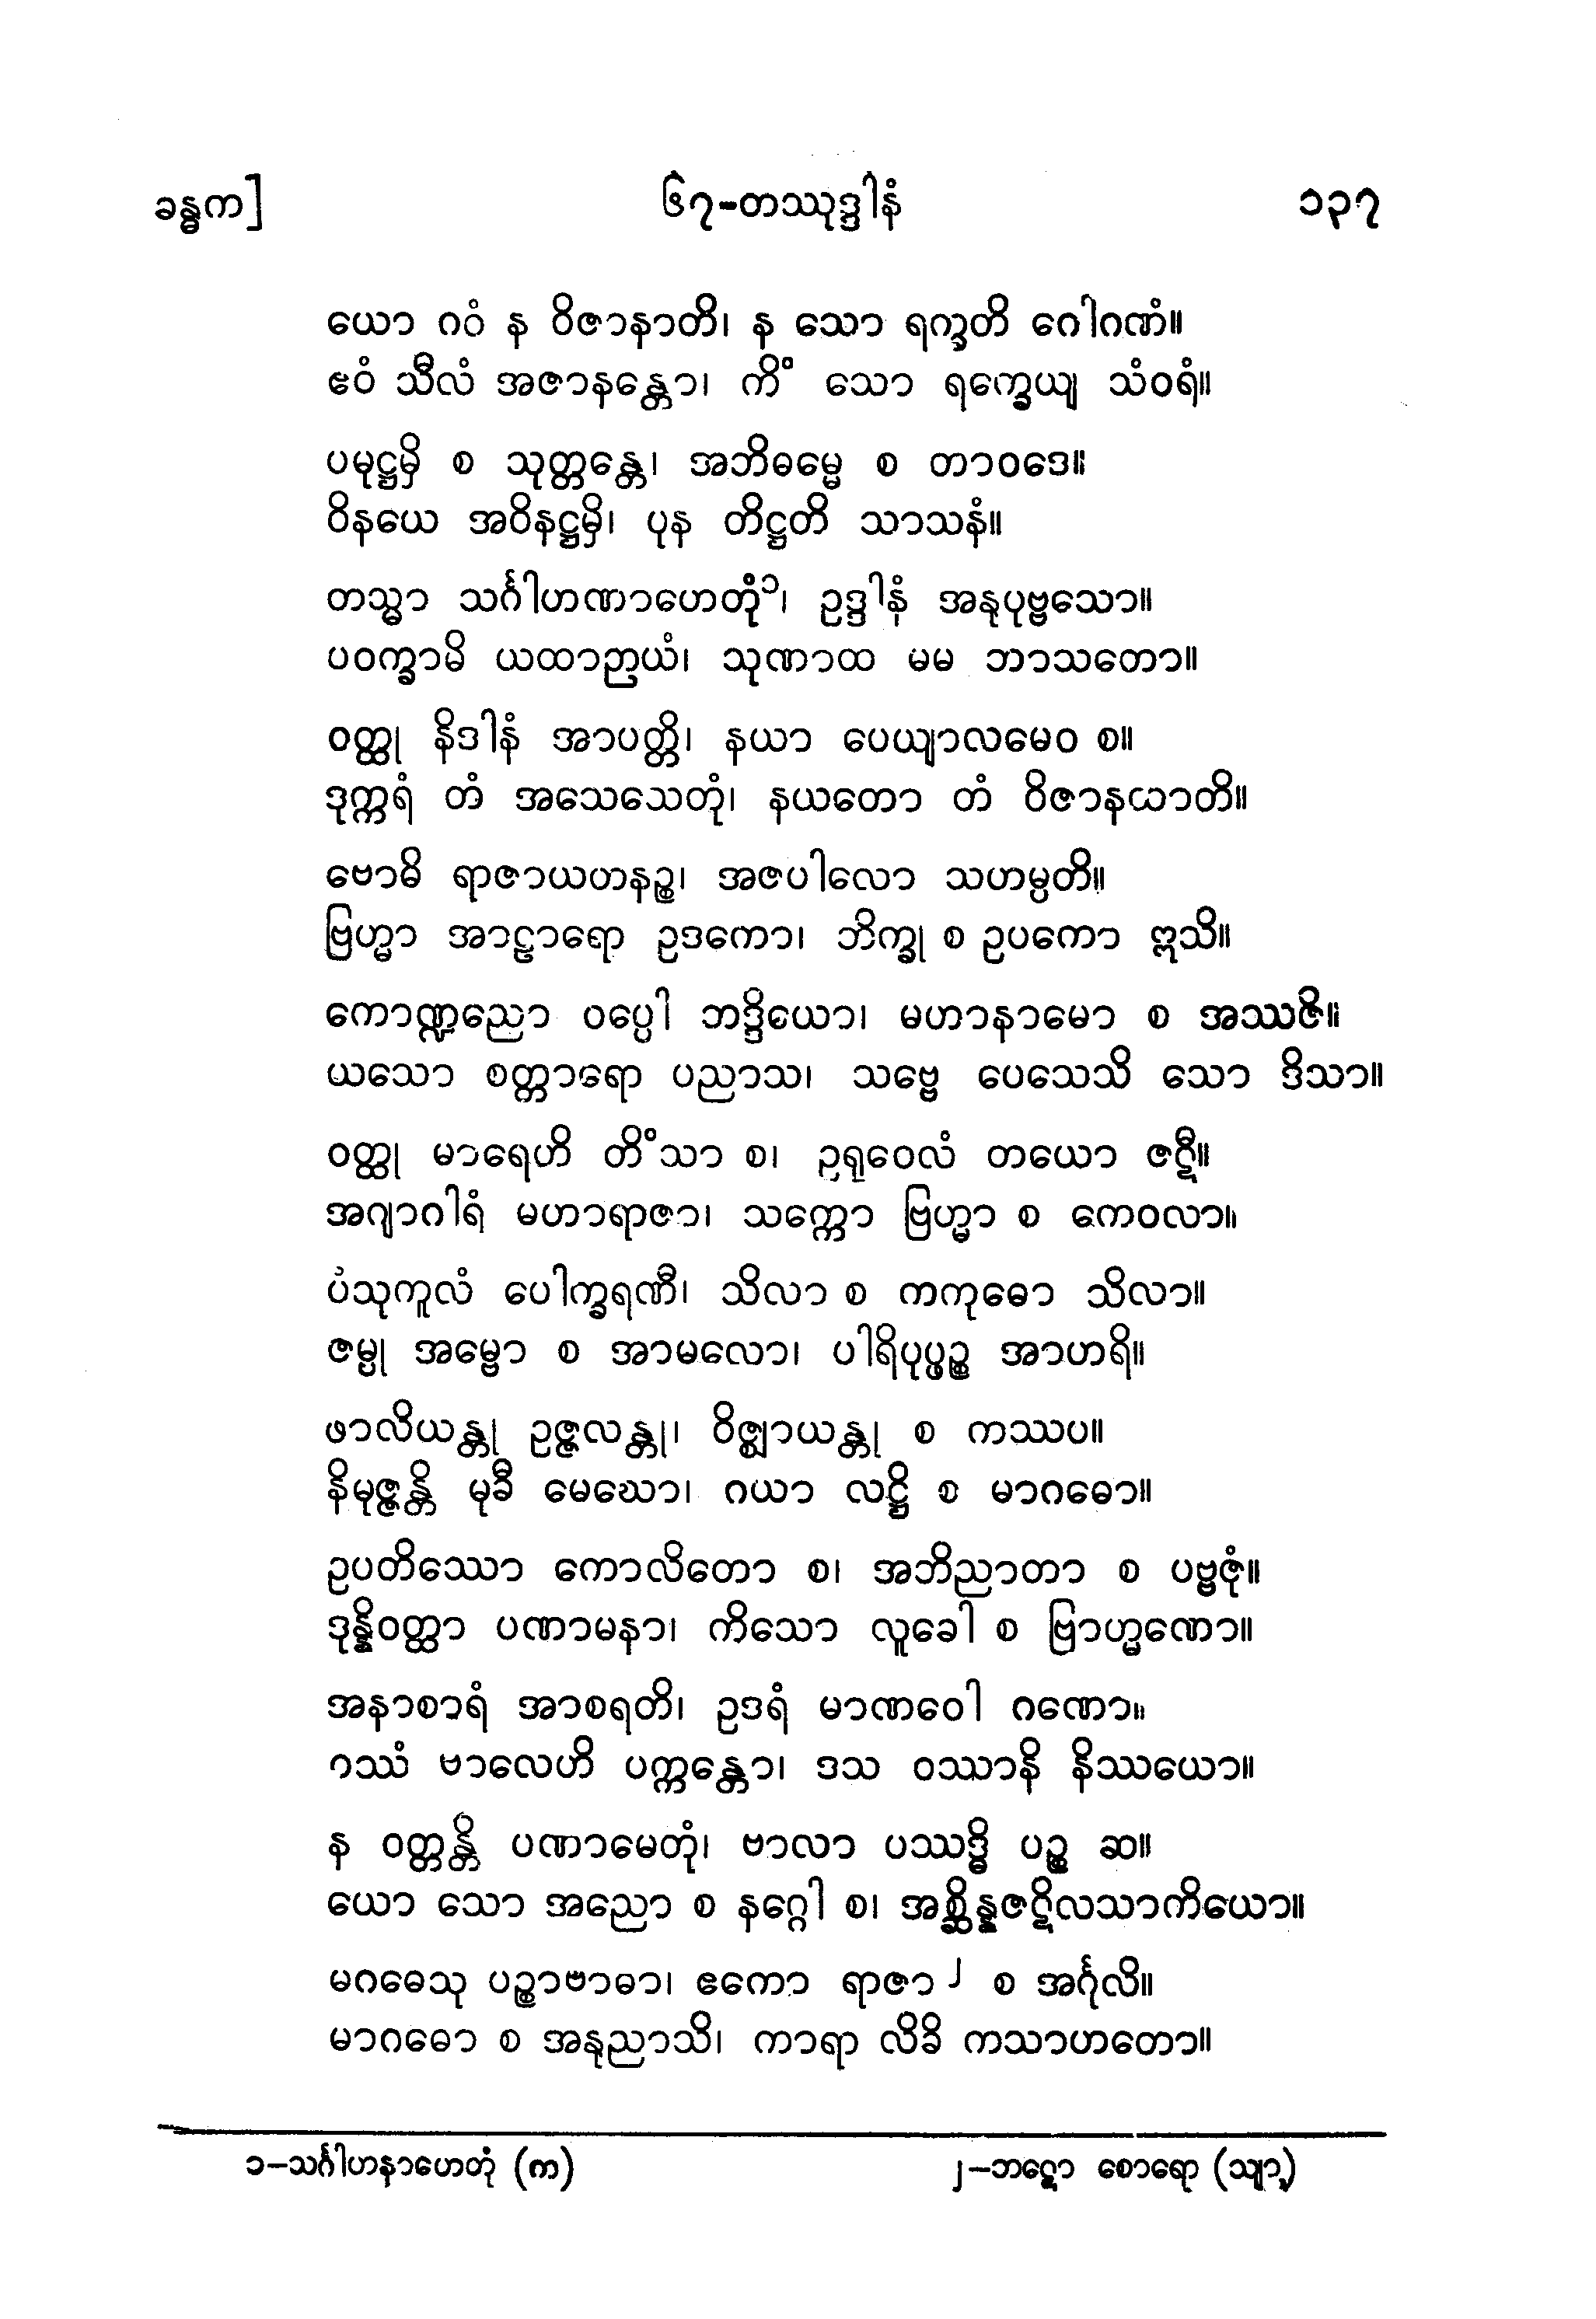 ခန္ဓက]
၆၇-တဿုဒ္ဒါနံ
၁၃၇
ယော ဂဝံ န ဝိဇာနာတိ၊ န သော ရက္ခတိ ဂေါဂဏံ။
ဧဝံ သီလံ အဇာနန္တော၊ ကိံ သော ရက္ခေယျ သံဝရံ။
ပမုဋ္ဌမှိ စ သုတ္တန္တေ၊ အဘိဓမ္မေ စ တာဝဒေ။
ဝိနယေ အဝိနဋ္ဌမှိ၊ ပုန တိဋ္ဌတိ သာသနံ။
တသ္မာ သင်္ဂါဟဏာဟေတုံ၁၊ ဥဒ္ဒါနံ အနုပုဗ္ဗသော။
ပဝက္ခာမိ ယထာဉာယံ၊ သုဏာထ မမ ဘာသတော။
ဝတ္ထု နိဒါနံ အာပတ္တိ၊ နယာ ပေယျာလမေဝ စ။
ဒုက္ကရံ တံ အသေသေတုံ၊ နယတော တံ ဝိဇာနယာတိ။
ဗောဓိ ရာဇာယဟနဉ္စ၊ အဇပါလော သဟမ္ပတိ။
ဗြဟ္မာ အာဠာရော ဥဒကော၊ ဘိက္ခု စ ဥပကော ဣသိ။
ကောဏ္ဍညော ဝပ္ပေါ ဘဒ္ဒိယော၊ မဟာနာမော စ အဿဇိ။
ယသော စတ္တာရော ပညာသ၊ သဗ္ဗေ ပေသေသိ သော ဒိသာ။
ဝတ္ထု မာရေဟိ တိံသာ စ၊ ဥရုဝေလံ တယော ဇဋီ။
အဂျာဂါရံ မဟာရာဇာ၊ သက္ကော ဗြဟ္မာ စ ကေဝလာ။
ပံသုကူလံ ပေါက္ခရဏီ၊ သိလာ စ ကကုဓော သိလာ။
ဇမ္ဗု အမ္ဗော စ အာမလော၊ ပါရိပုပ္ဖဉ္စ အာဟရိ။
ဖာလိယန္တု ဥဇ္ဇလန္တု၊ ဝိဇ္ဈာယန္တု စ ကဿပ။
နိမုဇ္ဇန္တိ မုခီ မေဃော၊ ဂယာ လဋ္ဌိ စ မာဂဓော။
ဥပတိဿော ကောလိတော စ၊ အဘိညာတာ စ ပဗ္ဗဇုံ။
ဒုန္နိဝတ္ထာ ပဏာမနာ၊ ကိသော လူခေါ စ ဗြာဟ္မဏော။
အနာစာရံ အာစရတိ၊ ဥဒရံ မာဏဝေါ ဂဏော။
ဂဿံ ဗာလေဟိ ပက္ကန္တော၊ ဒသ ဝဿာနိ နိဿယော။
န ဝတ္တန္တိ ပဏာမေတုံ၊ ဗာလာ ပဿဒ္ဓိ ပဉ္စ ဆ။
ယော သော အညော စ နဂ္ဂေါ စ၊ အစ္ဆိန္နဇဋိလသာကိယော။
မဂဓေသု ပဉ္စာဗာဓာ၊ ဧကော ရာဇာ၂ စ အင်္ဂုလိ။
မာဂဓော စ အနုညာသိ၊ ကာရာ လိခိ ကသာဟတော။
၁-သင်္ဂါဟနာဟေတုံ (က)
၂-ဘဋ္ဋော စောရော (သျာ)